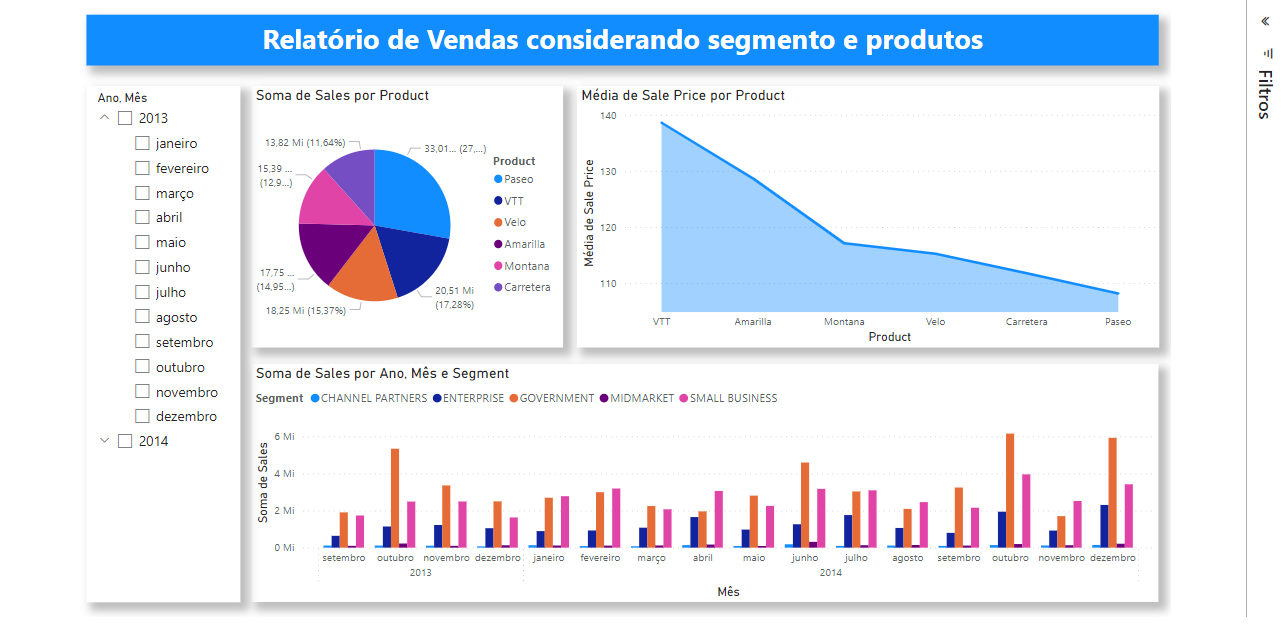 Relatório de Vendas considerando segmento e produtos
Filtros
Ano, Mês
2013
janeiro
fevereiro
março
abril
maio
junho
julho
agosto
setembro
outubro
novembro
dezembro
2014
Soma de Sales por Product
13,82 Mi (11,64%)
33,01... (27,...)
15,39 ...
(12,9...)
17,75 ...
(14,95...)
18,25 Mi (15,37%)
20,51 Mi
(17,28%)
Product
Paseo
VTT
Velo
Amarilla
Montana
Carretera
Média de Sale Price por Product
Média de Sale Price
140
130
120
110
VTT Amarilla Montana Velo Carretera Paseo
Product
Soma de Sales por Ano, Mês e Segment
Segment CHANNEL PARTNERS ENTERPRISE GOVERNMENT MIDMARKET SMALL BUSINESS
Soma de Sales
6 Mi
4 Mi
2 Mi
0 Mi
setembro outubro novembro dezembro janeiro fevereiro março abril maio junho julho agosto setembro outubro novembro dezembro
2013 2014
Mês